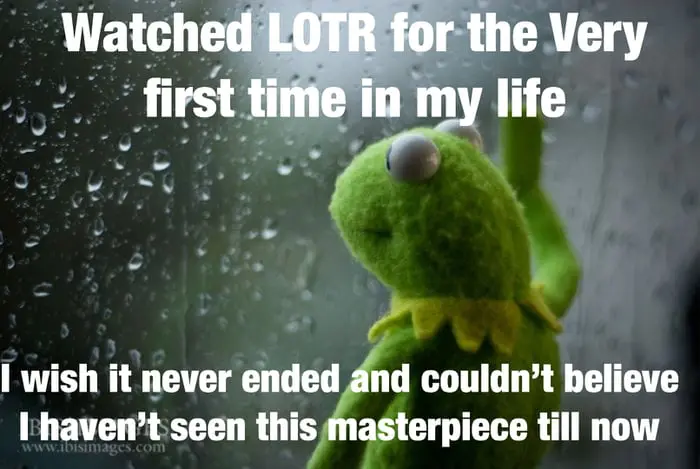 Watched LOTR for the Very
first time in my life
I wish it never ended and couldn't believe
I haven't seen this masterpiece till now
www.ibisimages.com